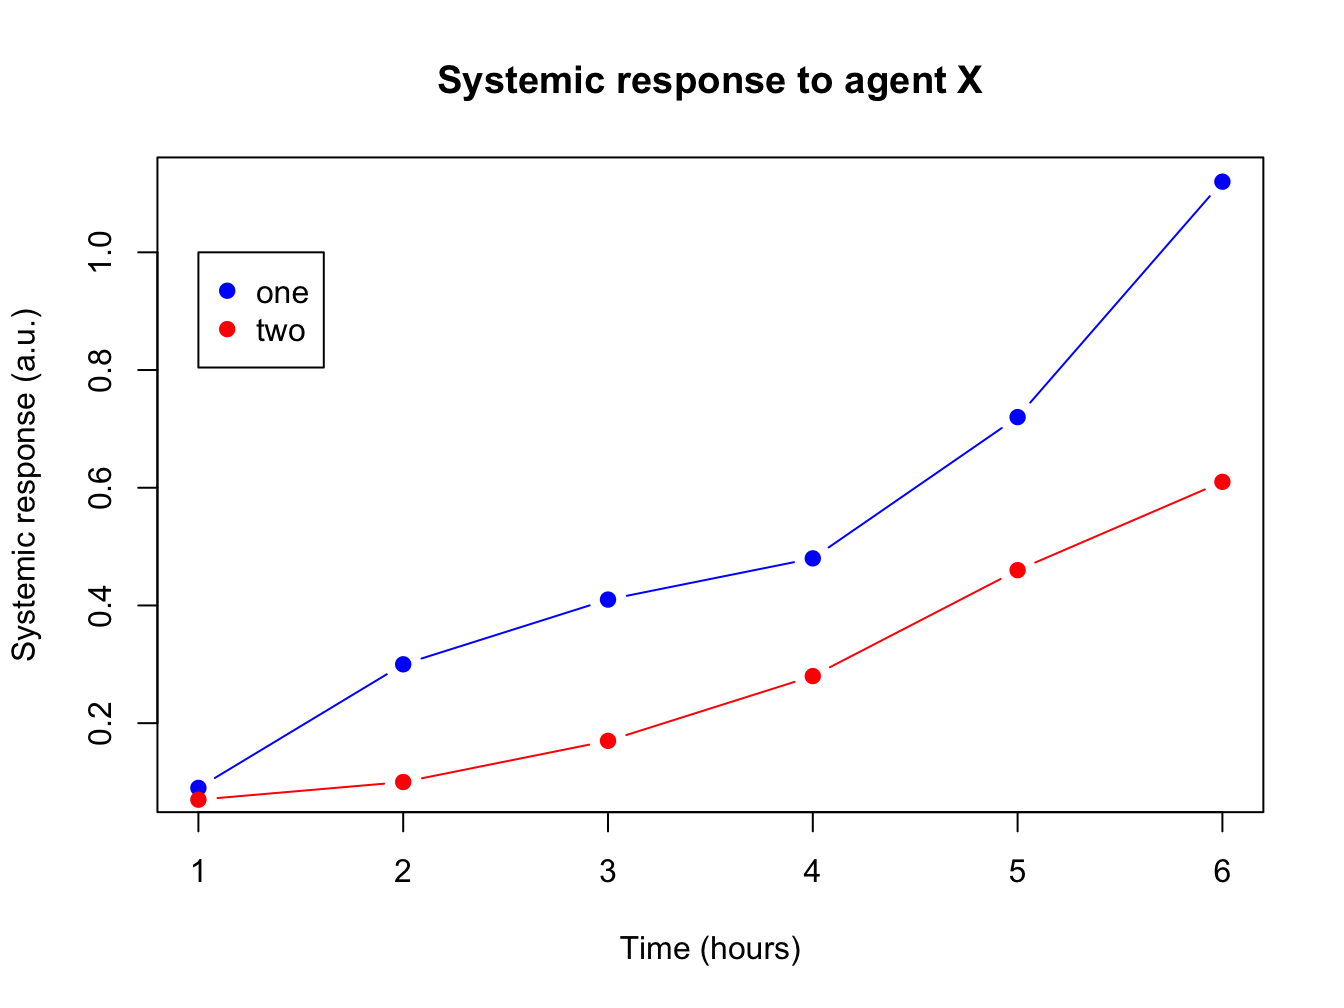 Systemic response to agent X
Systemic response (a.u.)
1.0
0.8
0.6
0.4
0.2
one
two
1 2 3 4 5 6
Time (hours)